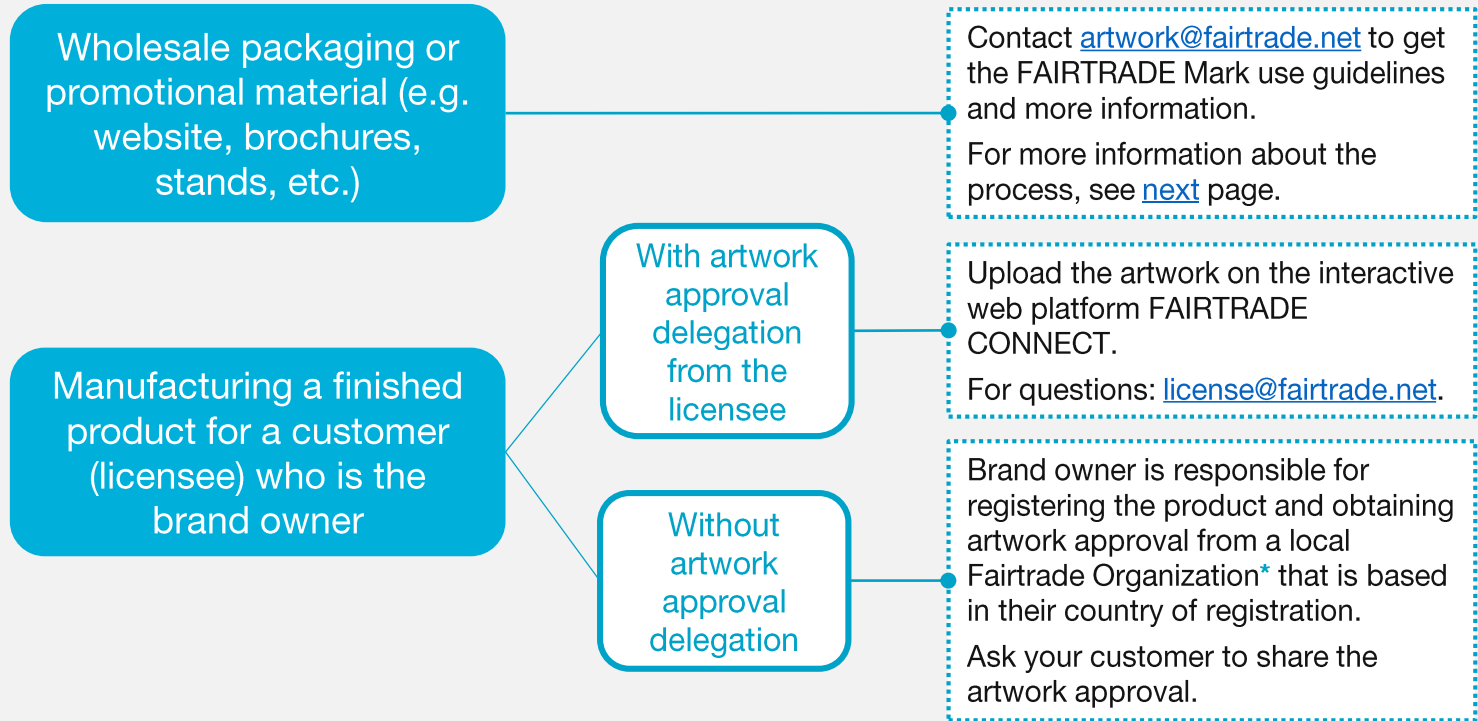 Wholesale packaging or
promotional material (e.g.
website, brochures,
stands, etc.)
Contact artwork@fairtrade.net to get
the FAIRTRADE Mark use guidelines
and more information.
For more information about the
process, see next page.
Manufacturing a finished
product for a customer
(licensee) who is the
brand owner
With artwork
approval
delegation
from the
licensee
Upload the artwork on the interactive
web platform FAIRTRADE
CONNECT.
For questions: license@fairtrade.net.
Without
artwork
approval
delegation
Brand owner is responsible for
registering the product and obtaining
artwork approval from a local
Fairtrade Organization* that is based
in their country of registration.
Ask your customer to share the
artwork approval.